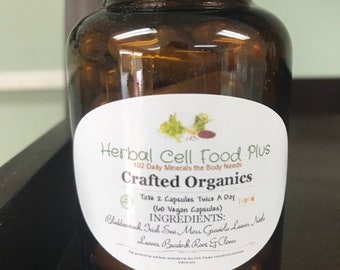 Herbal Cell Food Plus
102 Daily Minerals the Body Needs
Crafted Organics
Take 2 Capsules Twice A Day
(60 Vegan Capsules)
INGREDIENTS:
Bladderwrack, Irish Sea Moss, Graviola Leaves, Nettle
Leaves, Burdock Root & Cloves